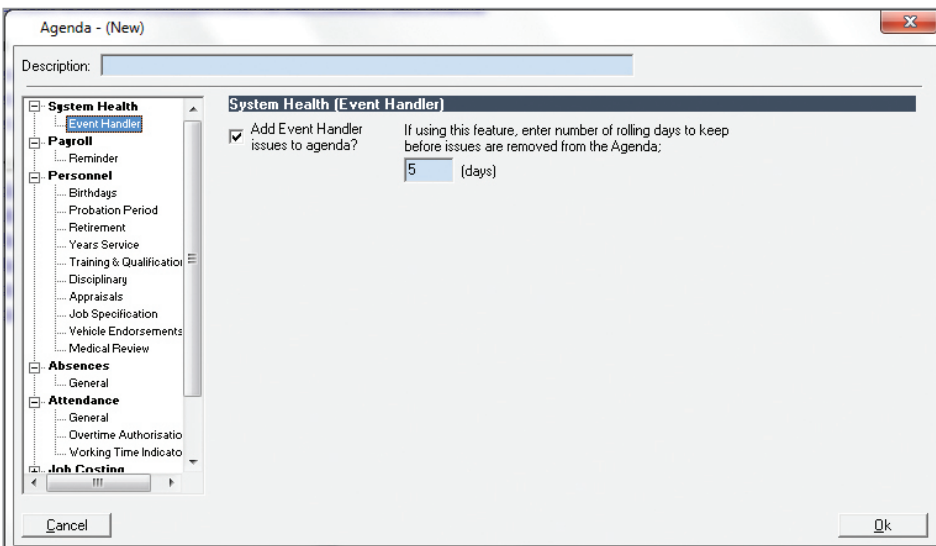 Agenda - (New)
Description:
System Health
Event Handler
Payroll
Reminder
Personnel
Birthdays
Probation Period
Retirement
Years Service
Training & Qualification
Disciplinary
Appraisals
Job Specification
Vehicle Endorsements
Medical Review
Absences
General
Attendance
General
Overtime Authorisatio
Working Time Indicato
Job Costing
System Health (Event Handler)
Add Event Handler
issues to agenda?
If using this feature, enter number of rolling days to keep
before issues are removed from the Agenda;
5 (days)
Cancel
Ok